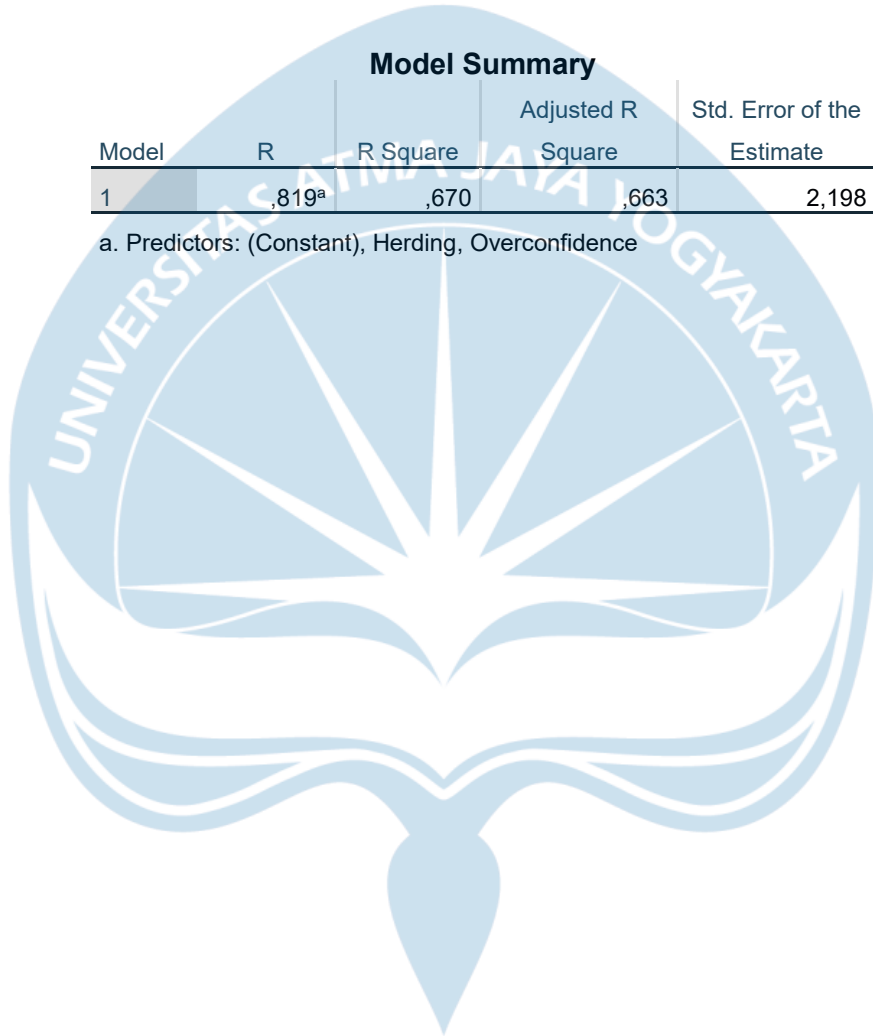 Model Summary
Model R R Square Adjusted R Square Std. Error of the Estimate
1 ,819a ,670 ,663 2,198
a. Predictors: (Constant), Herding, Overconfidence
UNIVERSITAS ATMA JAYA YOGYAKARTA